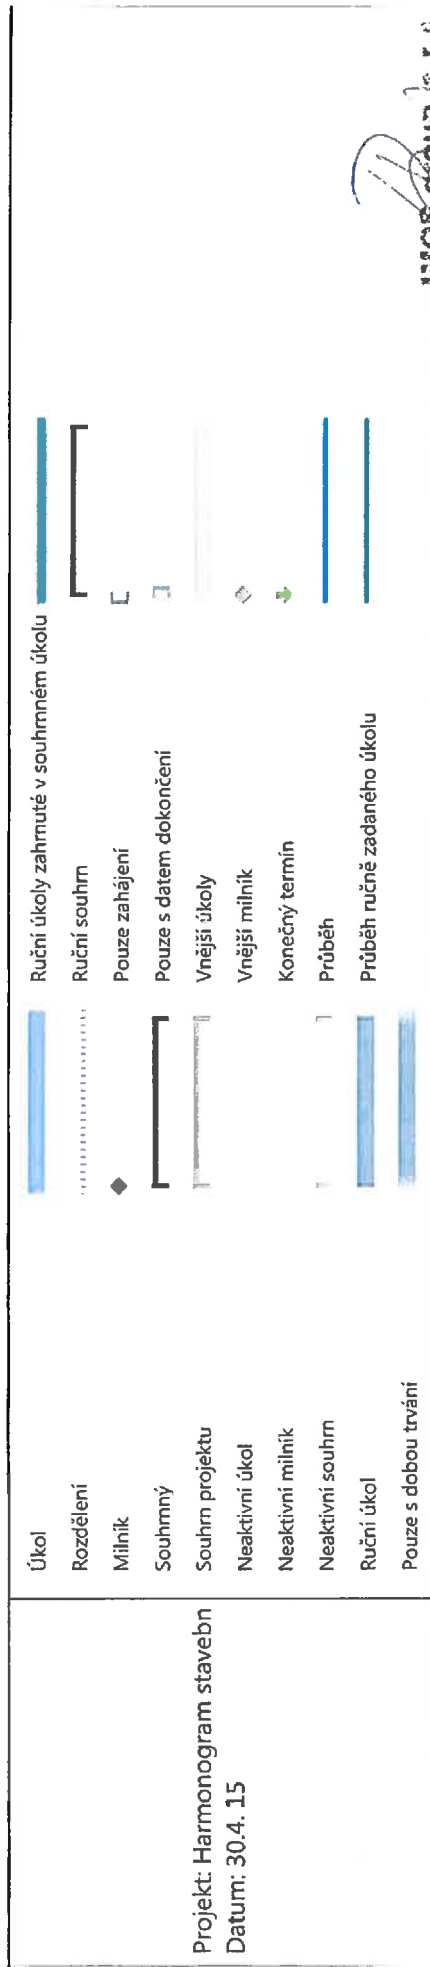 Projekt: Harmonogram stavebn
Datum: 30.4. 15
Úkol
Rozdělení
Milník
Souhrnný
Souhrn projektu
Neaktivní úkol
Neaktivní milník
Neaktivní souhrn
Ruční úkol
Pouze s dobou trvání
Ruční úkoly zahrnuté v souhrnném úkolu
Ruční souhrn
Pouze zahájení
Pouze s datem dokončení
Vnější úkoly
Vnější milník
Konečný termín
Průběh
Průběh ručně zadaného úkolu